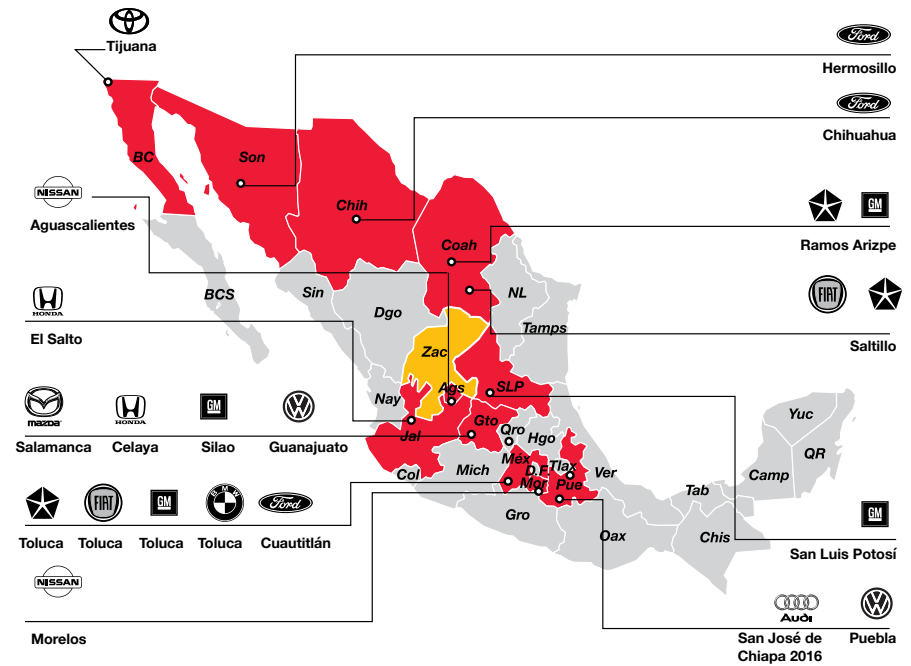 Tijuana
Ford
Hermosillo
Ford
Chihuahua
BC
Son
NISSAN
Aguascalientes
Chih
GM
Ramos Arizpe
Coah
BCS
Sin
NL
FIAT
HONDA
El Salto
Dgo
Tamps
Saltillo
Zac
mazda
HONDA
GM
Ags
SLP
Nay
Yuc
Salamanca Celaya Silao Guanajuato
Jal
Gto
Qro
Hgo
QR
Col
Mich
Méx
D.F.
Tlax
Ver
Camp
Mor
Pue
FIAT
GM
BMW
Ford
Tab
Toluca Toluca Toluca Toluca Cuautitlán
Gro
Oax
Chis
GM
San Luis Potosí
NISSAN
Morelos
Audi
San José de
Chiapa 2016
Puebla